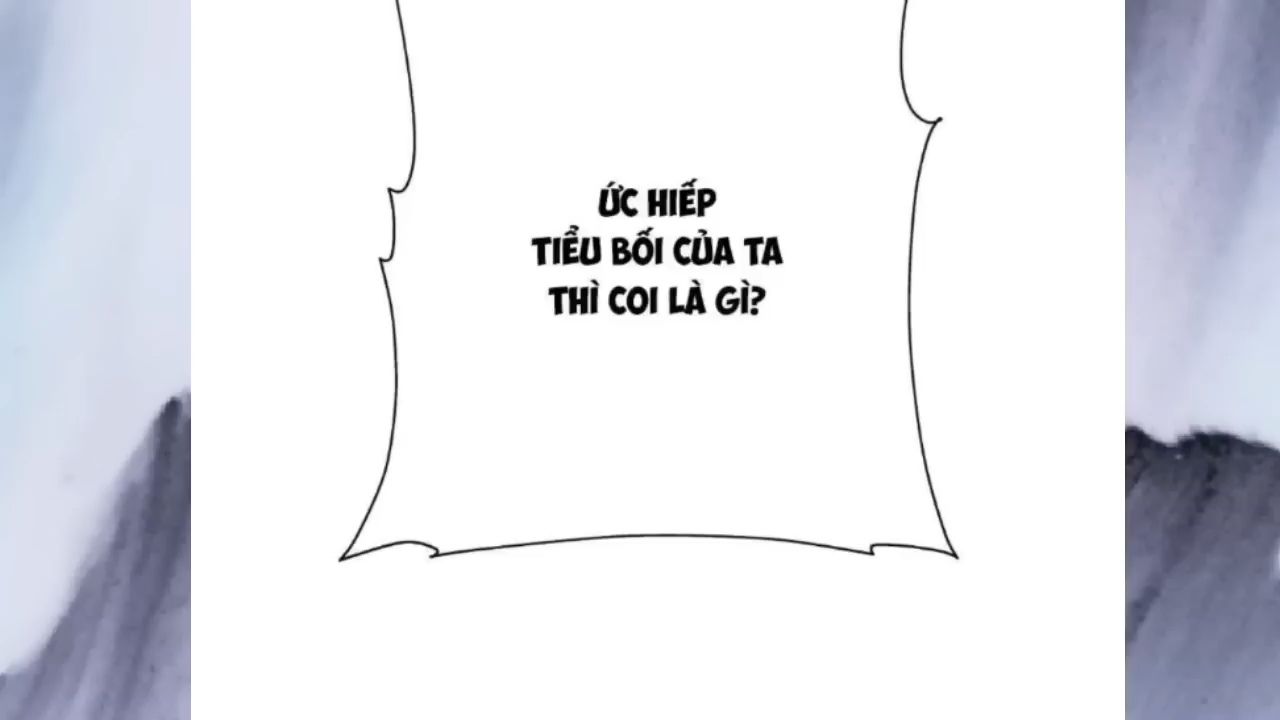 ỨC HIẾP
TIỂU BỐI CỦA TA
THÌ COI LÀ GÌ?